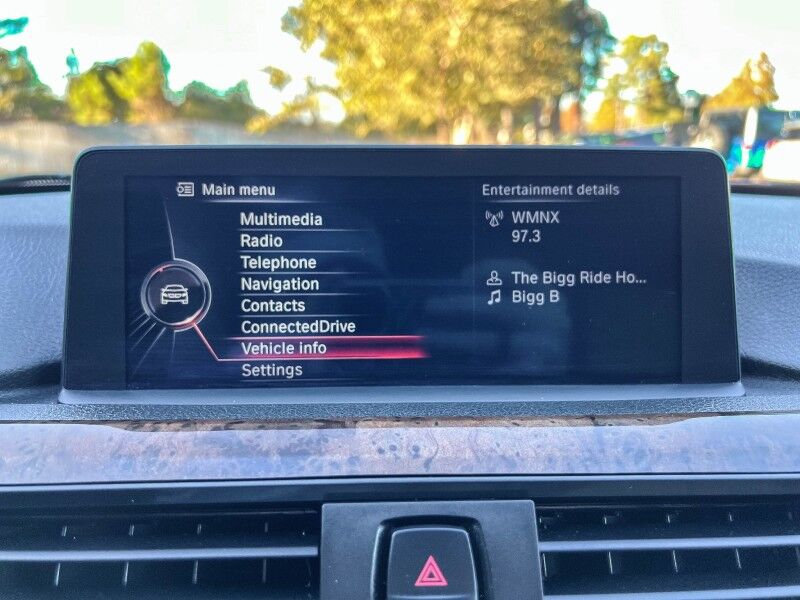 Main menu
Multimedia
Radio
Telephone
Navigation
Contacts
ConnectedDrive
Vehicle info
Settings
Entertainment details
WMNX
97.3
The Bigg Ride Ho...
Bigg B